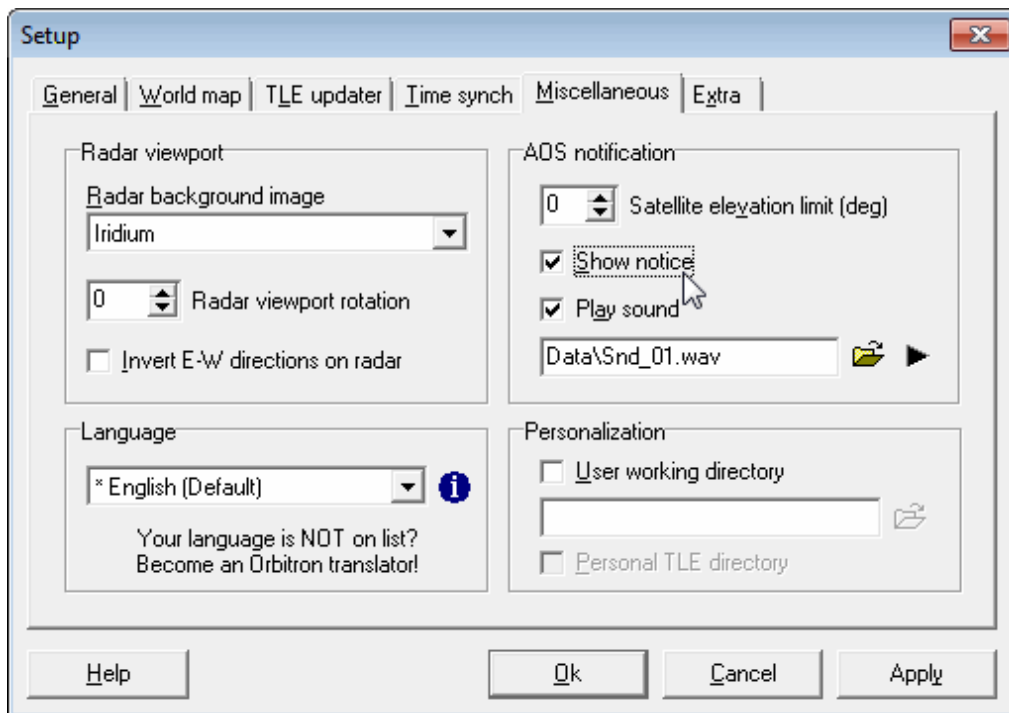 Setup
General World map TLE updater Time synch Miscellaneous Extra
Radar viewport
Radar background image
Iridium
0 Radar viewport rotation
Invert E-W directions on radar
AOS notification
0 Satellite elevation limit (deg)
Show notice
Play sound
Data\Snd_01.wav
Language
* English (Default)
Your language is NOT on list?
Become an Orbitron translator!
Personalization
User working directory
Personal TLE directory
Help Ok Cancel Apply